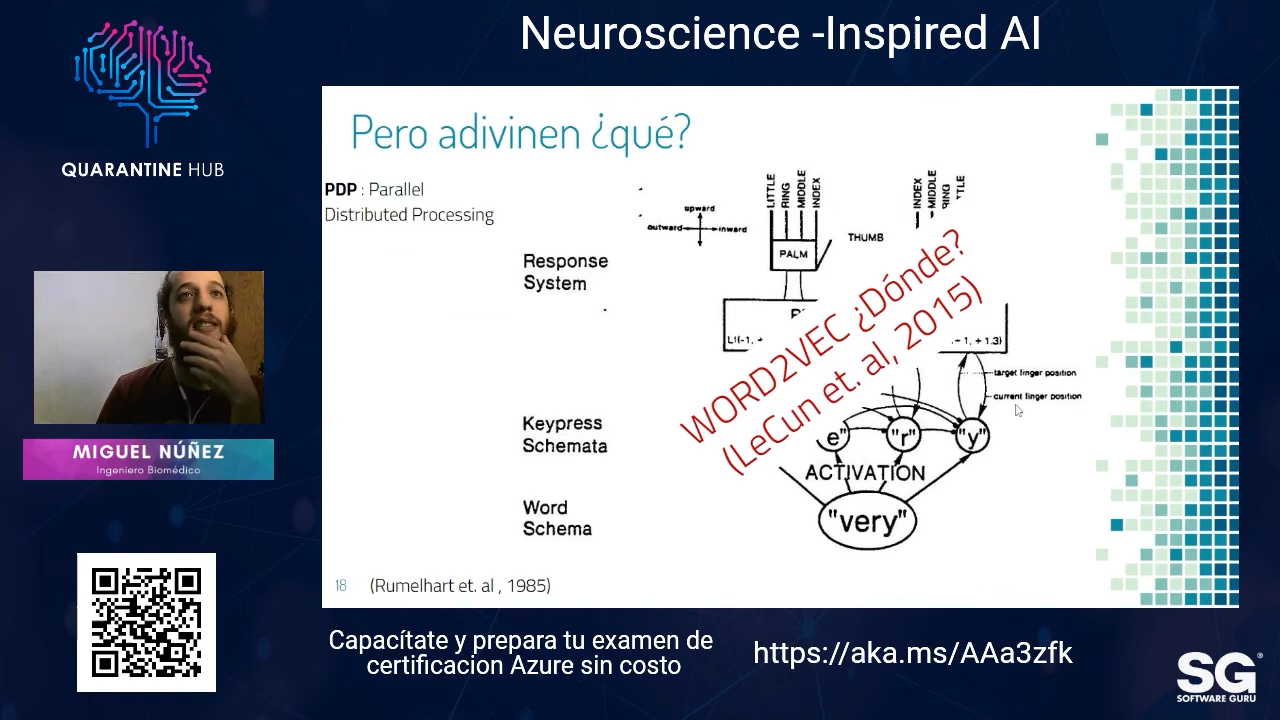 Neuroscience -Inspired AI
QUARANTINE HUB
Pero adivinen ¿qué?
PDP : Parallel
Distributed Processing
upward
outward
inward
LITTLE
RING
MIDDLE
INDEX
INDEX
MIDDLE
THUMB
PALM
Response
System
WORD2VEC ¿Dónde?
(LeCun et. al, 2015)
target finger position
current finger position
Keypress
Schemata
e"
"r"
"y"
ACTIVATION
Word
Schema
"very"
18
(Rumelhart et. al , 1985)
MIGUEL NÚÑEZ
Ingeniero Biomédico
Capacítate y prepara tu examen de
certificacion Azure sin costo
https://aka.ms/AAa3zfk
SG
SOFTWARE GURU